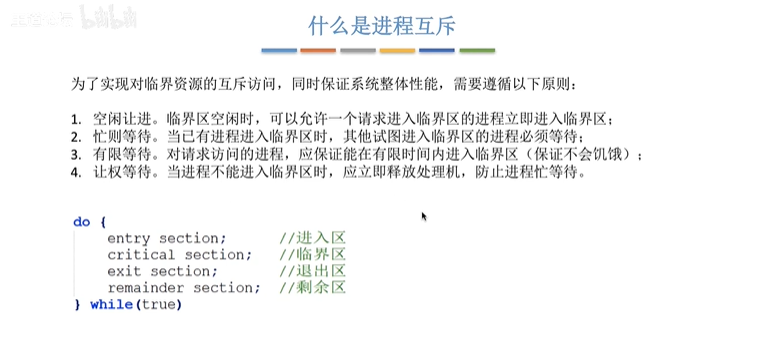 什么是进程互斥
为了实现对临界资源的互斥访问，同时保证系统整体性能，需要遵循以下原则：
1. 空闲让进。临界区空闲时，可以允许一个请求进入临界区的进程立即进入临界区；
2. 忙则等待。当已有进程进入临界区时，其他试图进入临界区的进程必须等待；
3. 有限等待。对请求访问的进程，应保证能在有限时间内进入临界区（保证不会饥饿）；
4. 让权等待。当进程不能进入临界区时，应立即释放处理机，防止进程忙等待。
do {
entry section; //进入区
critical section; //临界区
exit section; //退出区
remainder section; //剩余区
} while(true)